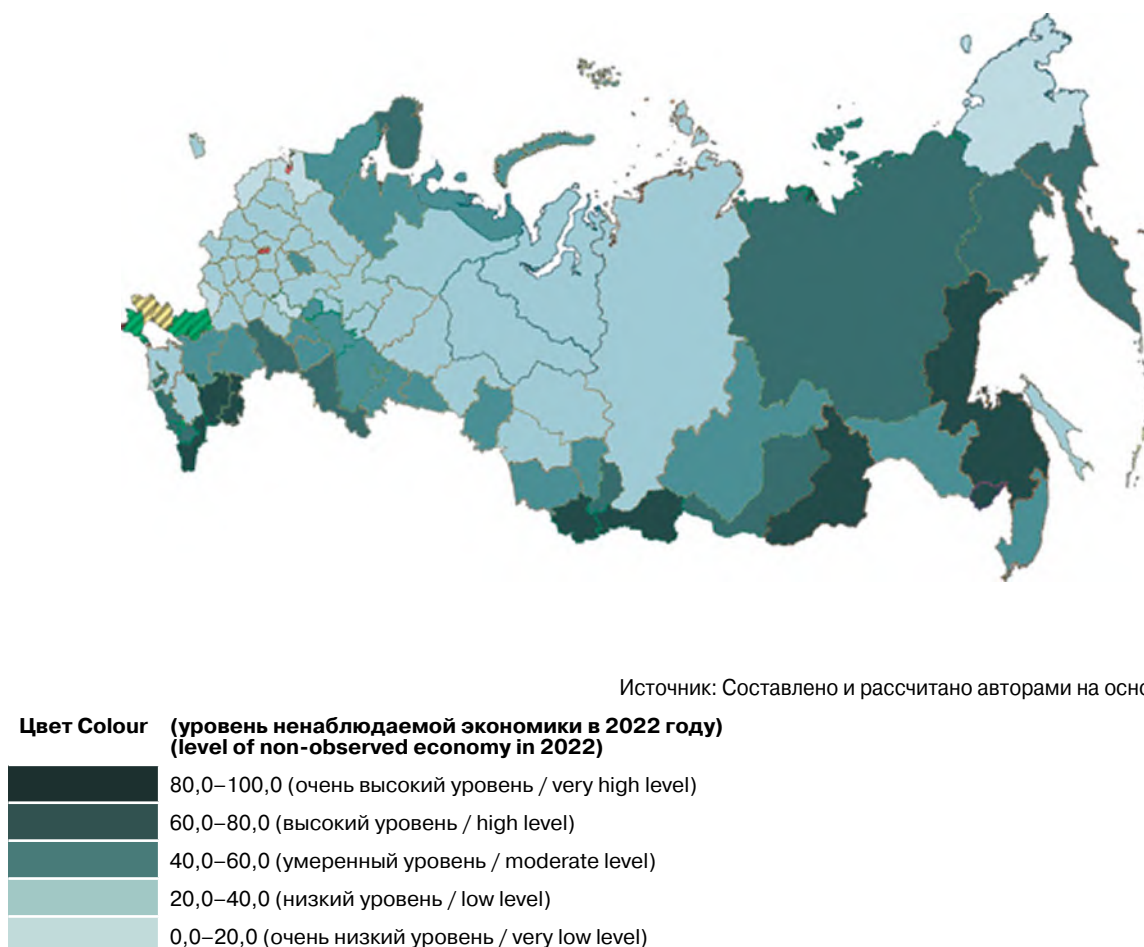 Источник: Составлено и рассчитано авторами на осно
Цвет Colour
(уровень ненаблюдаемой экономики в 2022 году)
(level of non-observed economy in 2022)
80,0–100,0 (очень высокий уровень / very high level)
60,0–80,0 (высокий уровень / high level)
40,0–60,0 (умеренный уровень / moderate level)
20,0–40,0 (низкий уровень / low level)
0,0–20,0 (очень низкий уровень / very low level)